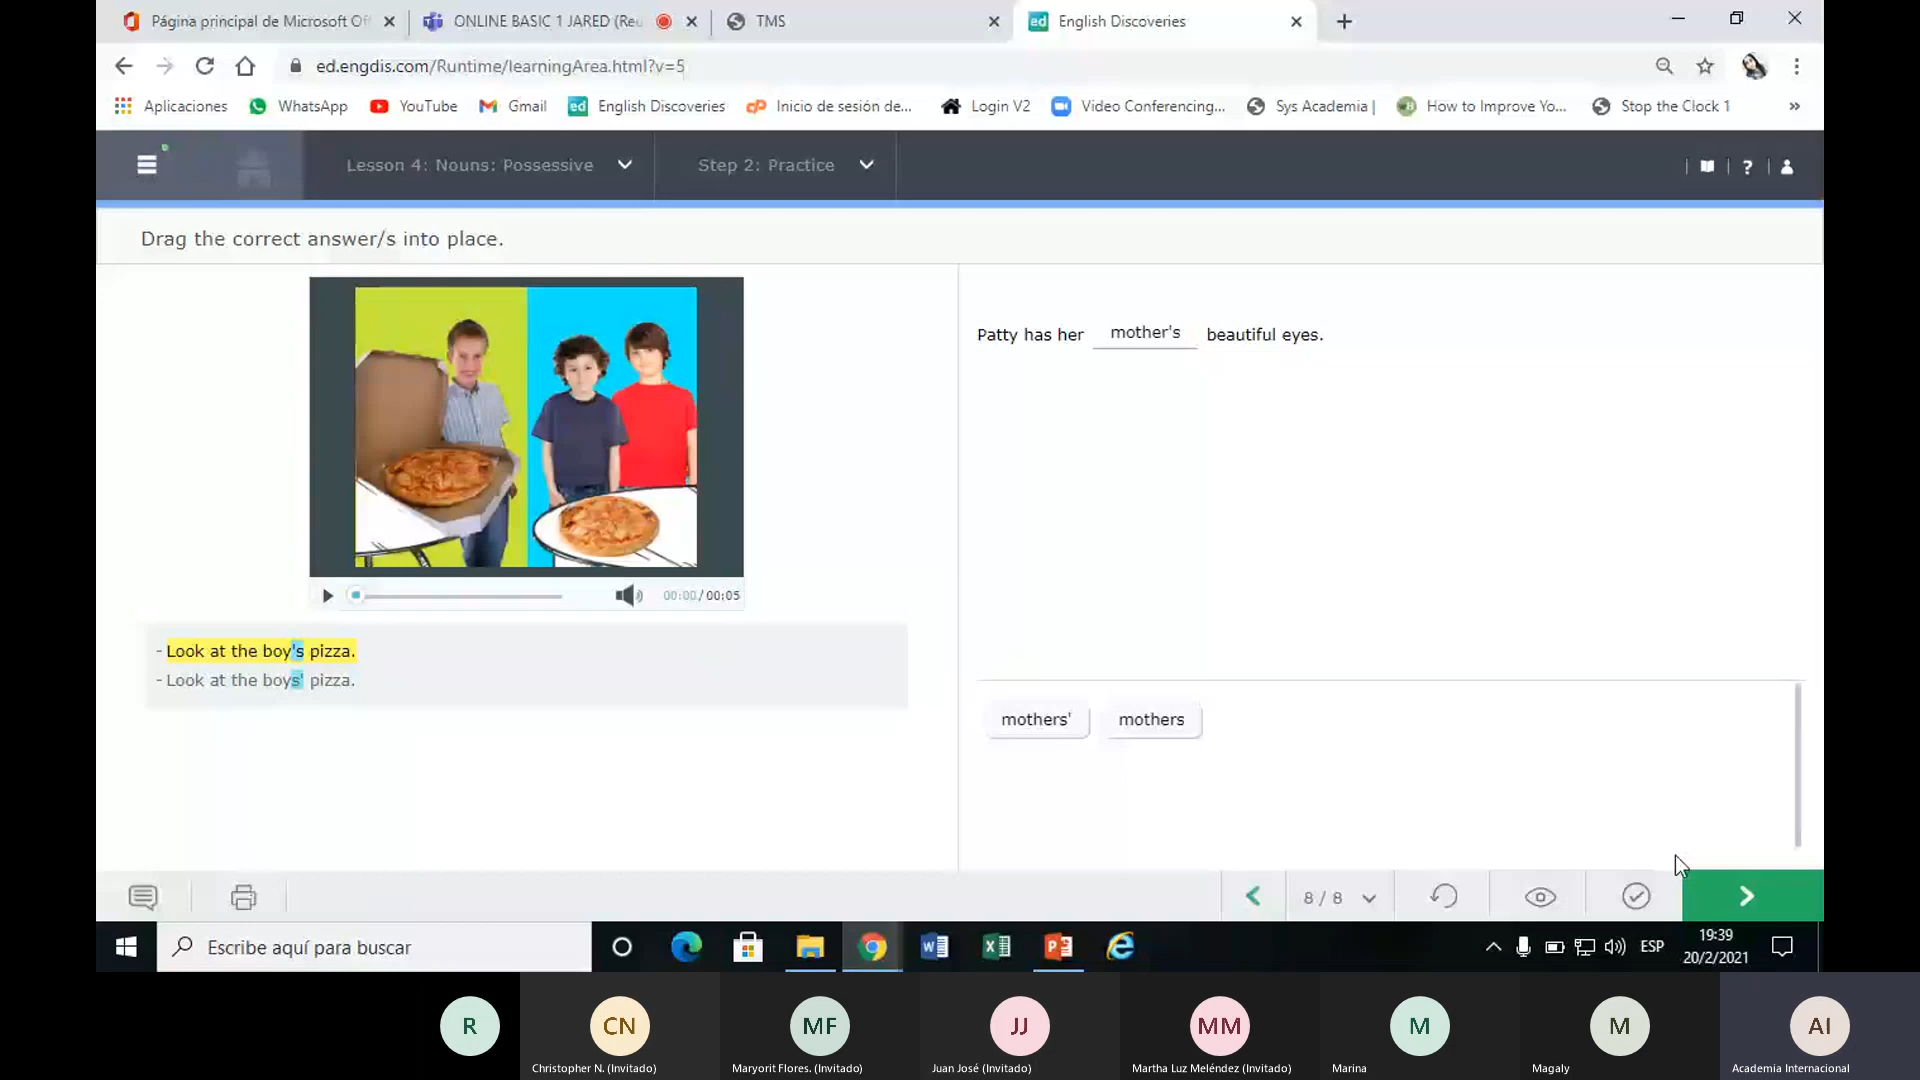 Página principal de Microsoft Of
ONLINE BASIC 1 JARED (Reu
TMS
ed English Discoveries
ed.engdis.com/Runtime/learningArea.html?v=5
Aplicaciones
WhatsApp
YouTube
Gmail
ed English Discoveries
Inicio de sesión de...
Login V2
Video Conferencing...
Sys Academia |
How to Improve Yo...
Stop the Clock 1
»
Lesson 4: Nouns: Possessive
Step 2: Practice
?
Drag the correct answer/s into place.
Patty has her mother's beautiful eyes.
00:00 / 00:05
- Look at the boy's pizza.
- Look at the boys' pizza.
mothers'
mothers
8 / 8
Escribe aquí para buscar
ESP
19:39
20/2/2021
R
CN
MF
JJ
MM
M
M
AI
Christopher N. (Invitado)
Maryorit Flores. (Invitado)
Juan José (Invitado)
Martha Luz Meléndez (Invitado)
Marina
Magaly
Academia Internacional